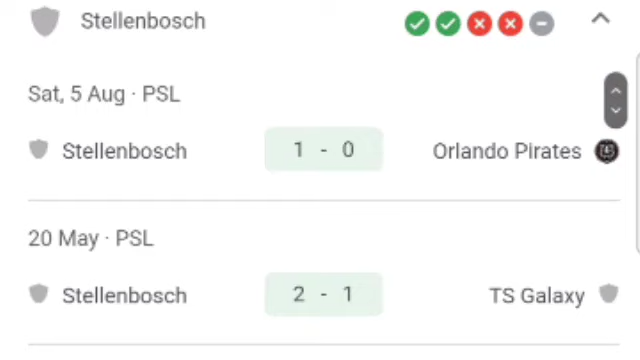 Stellenbosch
Sat, 5 Aug · PSL
Stellenbosch 1 - 0 Orlando Pirates
20 May · PSL
Stellenbosch 2 - 1 TS Galaxy